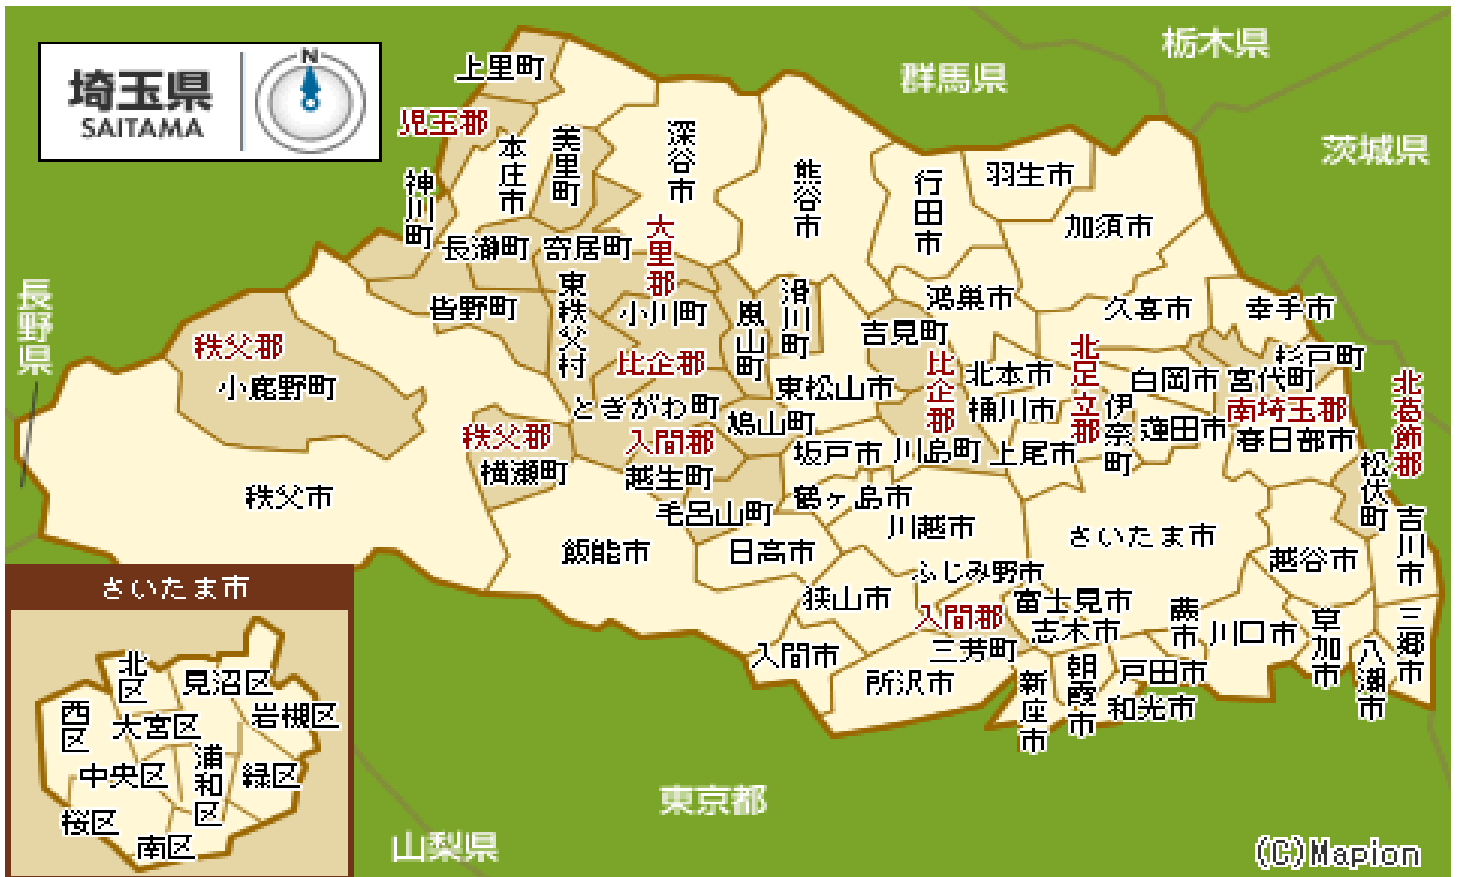 埼玉県
SAITAMA
N
栃木県
群馬県
茨城県
長野県
上里町
児玉郡
神川町
本庄市
美里町
深谷市
熊谷市
行田市
羽生市
加須市
長瀞町
寄居町
大里郡
皆野町
東秩父村
小川町
嵐山町
滑川町
吉見町
鴻巣市
久喜市
幸手市
秩父郡
小鹿野町
比企郡
東松山市
比企郡
北本市
北足立郡
白岡市
宮代町
杉戸町
北葛飾郡
ときがわ町
鳩山町
桶川市
伊奈町
蓮田市
南埼玉郡
春日部市
秩父郡
横瀬町
入間郡
越生町
坂戸市
川島町
上尾市
松伏町
秩父市
毛呂山町
鶴ヶ島市
川越市
さいたま市
吉川市
飯能市
日高市
越谷市
狭山市
ふじみ野市
富士見市
入間郡
志木市
蕨市
川口市
草加市
三郷市
入間市
三芳町
八潮市
所沢市
新座市
朝霞市
戸田市
和光市
さいたま市
北区
見沼区
西区
大宮区
岩槻区
中央区
浦和区
緑区
桜区
南区
東京都
山梨県
(C)Mapion